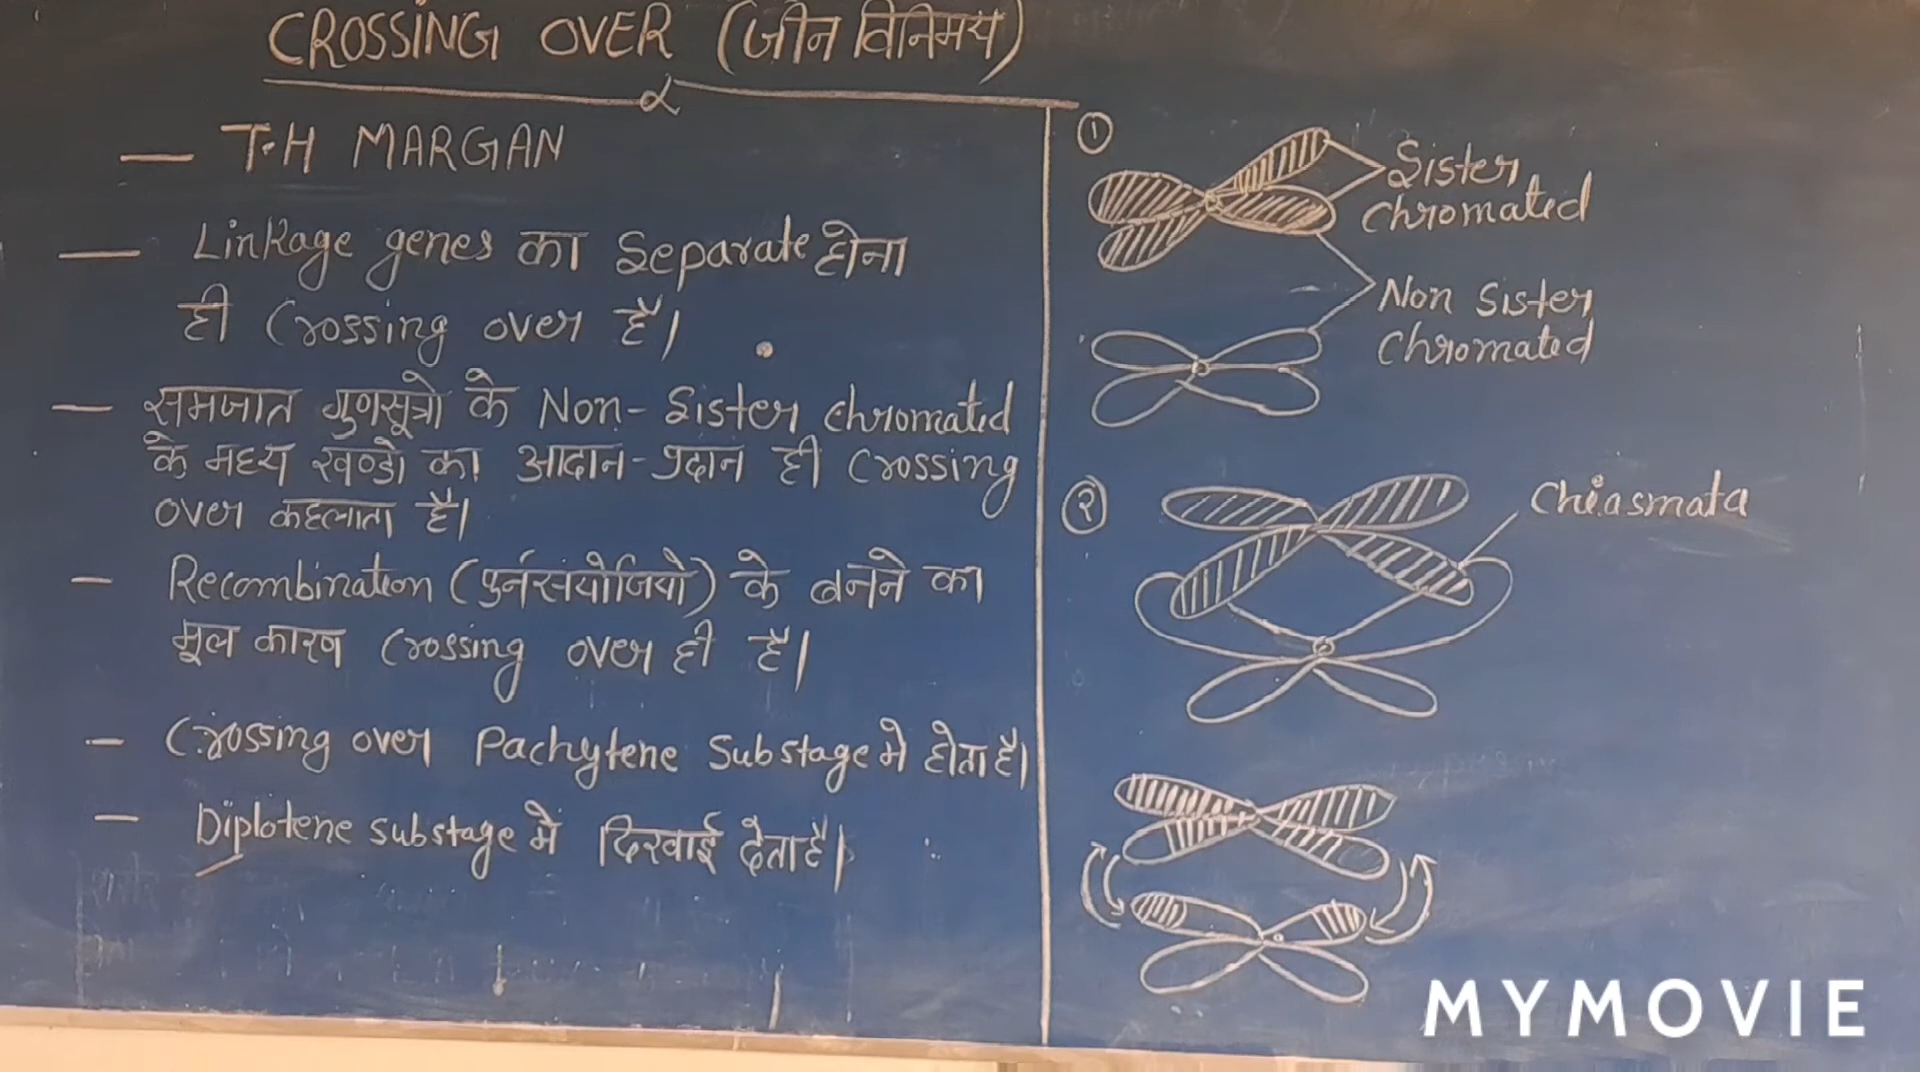 CROSSING OVER (जीन विनिमय)
— T.H MARGAN
— Linkage genes का Separate होना
ही Crossing over है।
— समजात गुणसूत्रो के Non-Sister chromated
के मध्य खण्डो का आदान-प्रदान ही Crossing
over कहलाता है।
- Recombination (पुर्नसंयोजियो) के बनने का
मूल कारण Crossing over ही है।
- Crossing over Pachytene Substage मे होता है।
- Diplotene substage में दिखाई देता है।
①
Sister
chromated
Non Sister
chromated
②
Chiasmata
MYMOVIE